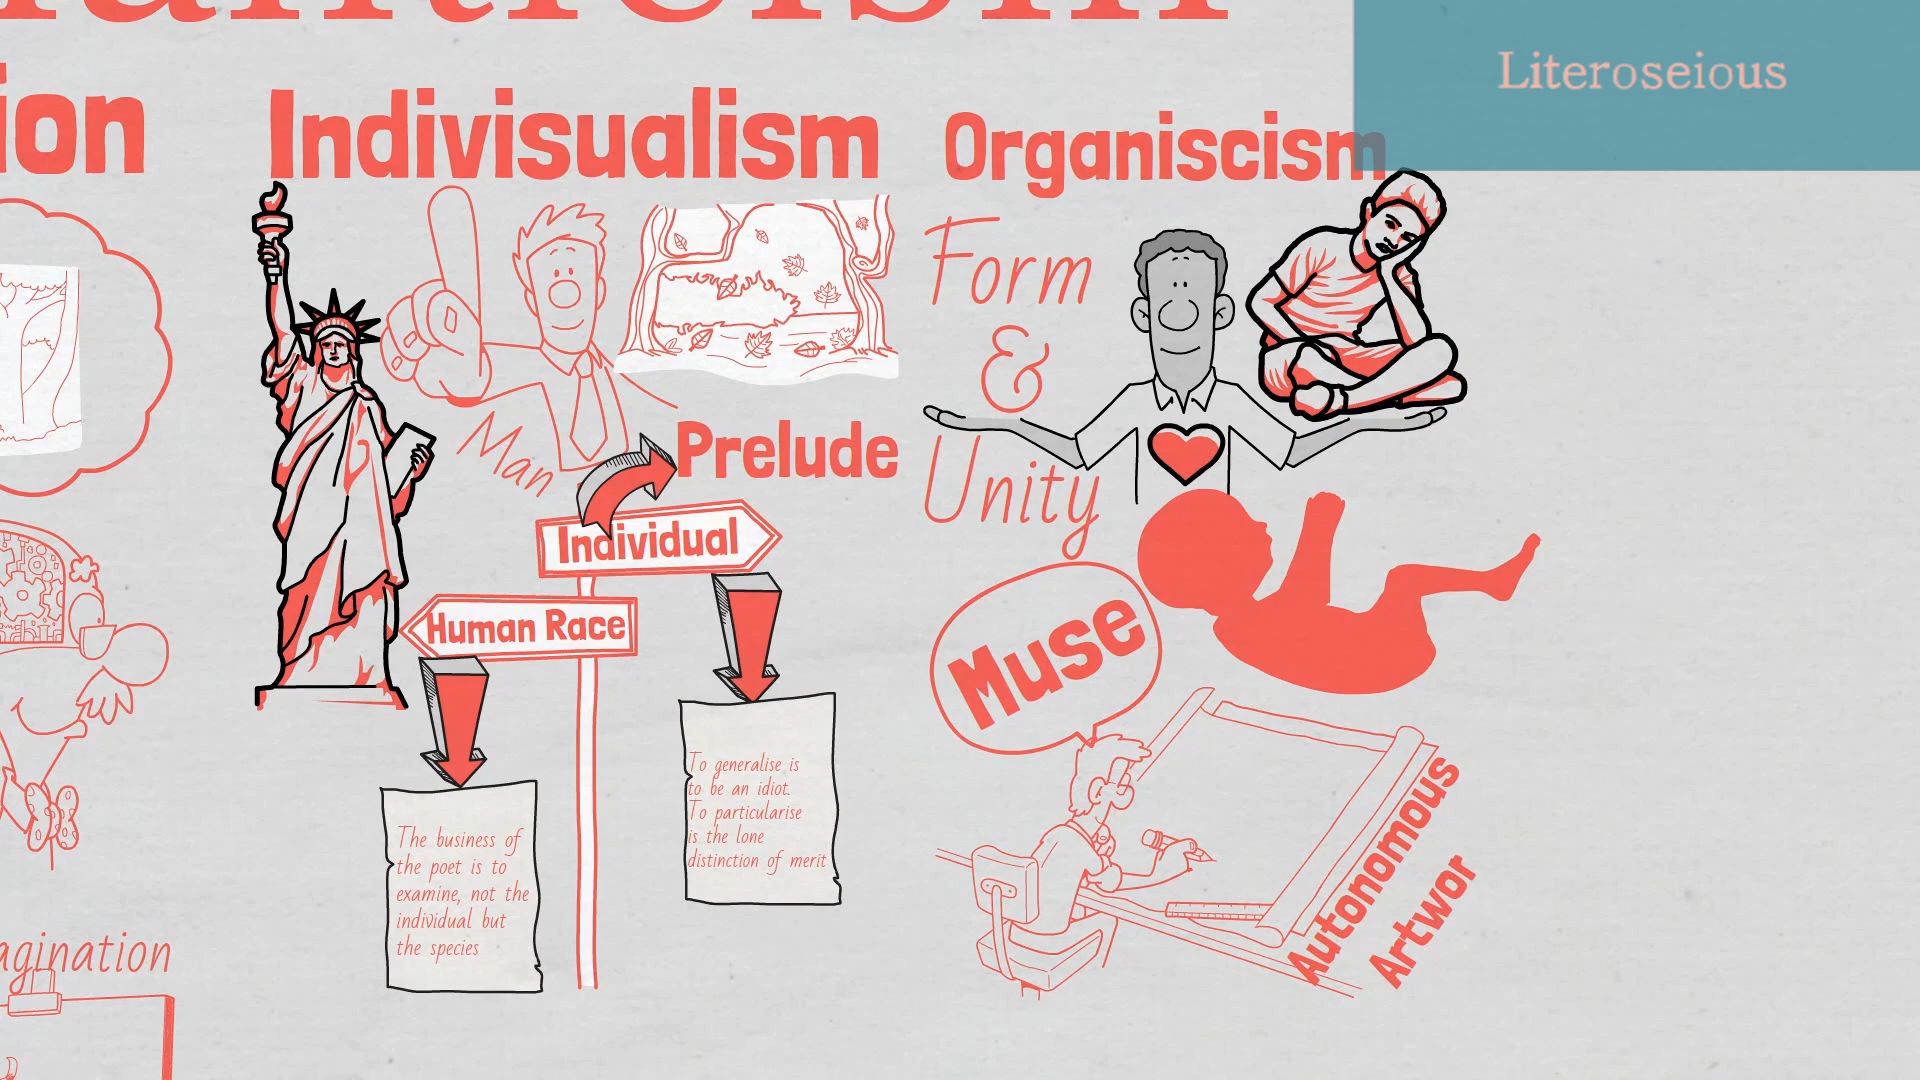 Literoseious
Indivisualism
Organiscism
Form
&
Unity
Man
Prelude
Individual
Human Race
To generalise is
to be an idiot.
To particularise
is the lone
distinction of merit
The business of
the poet is to
examine, not the
individual but
the species
Muse
Autonomous
Artwor